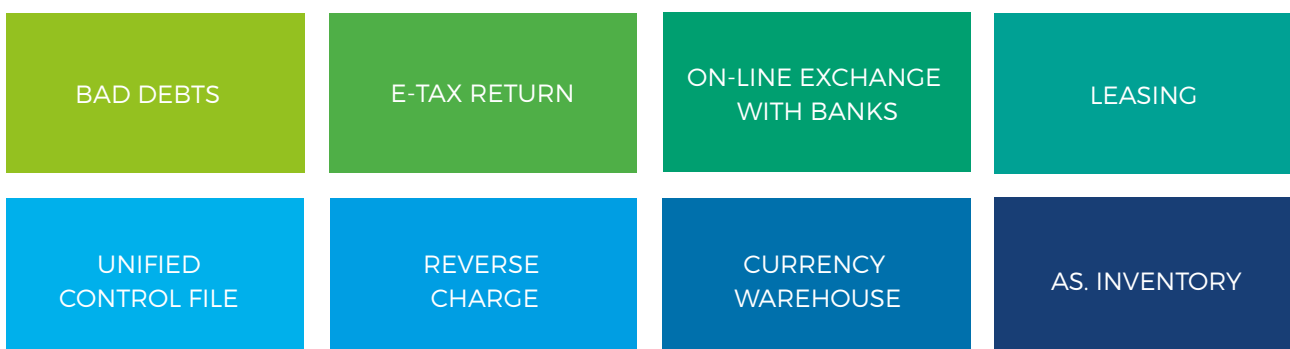 BAD DEBTS
E-TAX RETURN
ON-LINE EXCHANGE
WITH BANKS
LEASING
UNIFIED
CONTROL FILE
REVERSE
CHARGE
CURRENCY
WAREHOUSE
AS. INVENTORY